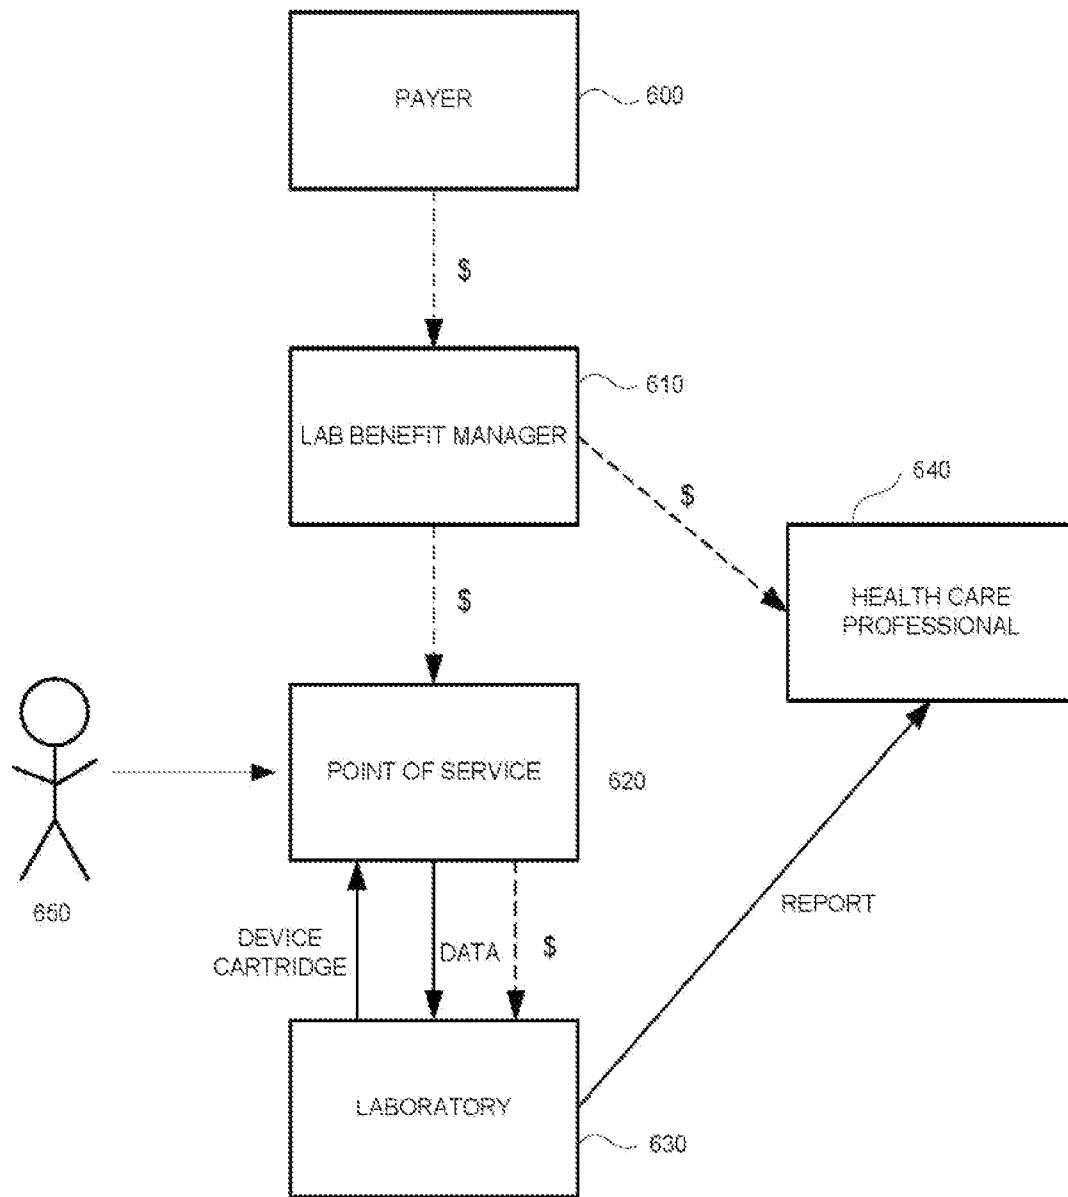 PAYER
600
$
610
LAB BENEFIT MANAGER
$
640
$
HEALTH CARE
PROFESSIONAL
POINT OF SERVICE
620
650
REPORT
DEVICE
CARTRIDGE
DATA
$
LABORATORY
630